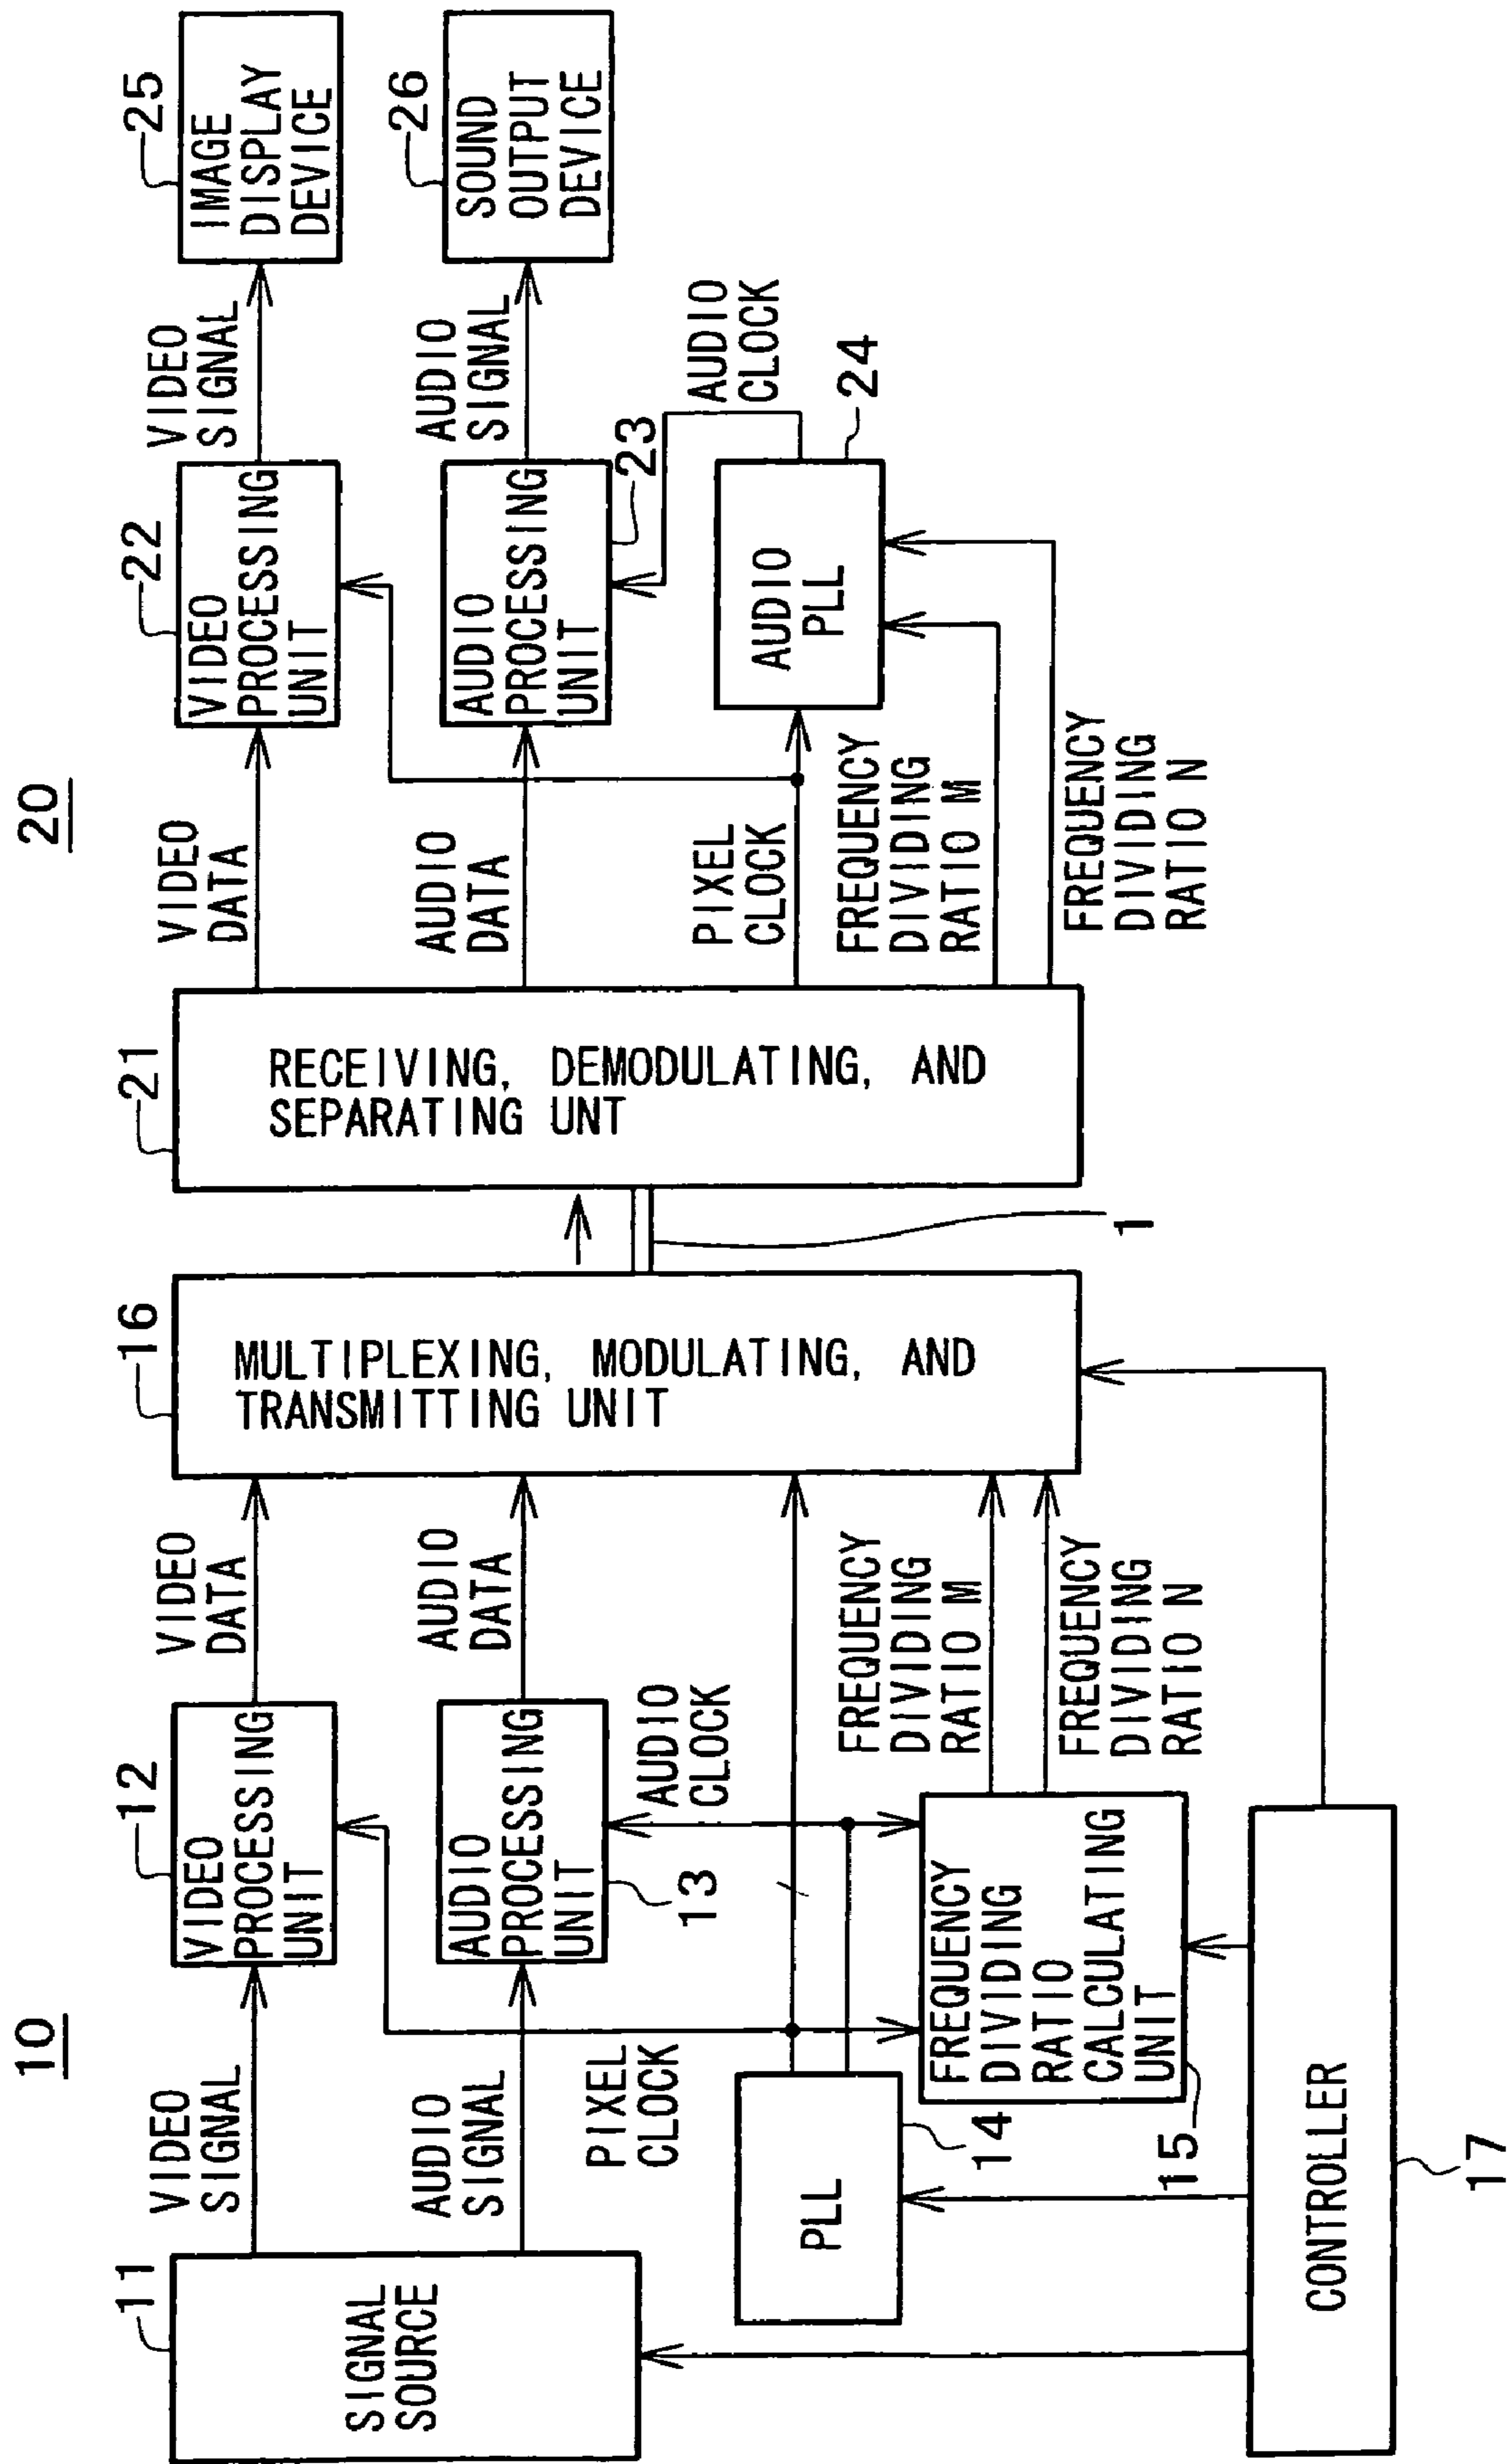 10
20
11
SIGNAL
SOURCE
VIDEO
SIGNAL
AUDIO
SIGNAL
12
VIDEO
PROCESSING
UNIT
AUDIO
PROCESSING
UNIT
13
PIXEL
CLOCK
AUDIO
CLOCK
PLL
14
FREQUENCY
DIVIDING
RATIO
CALCULATING
UNIT
15
CONTROLLER
17
VIDEO
DATA
AUDIO
DATA
FREQUENCY
DIVIDING
RATIO M
FREQUENCY
DIVIDING
RATIO N
16
MULTIPLEXING, MODULATING, AND
TRANSMITTING UNIT
1
21
RECEIVING, DEMODULATING, AND
SEPARATING UNT
VIDEO
DATA
AUDIO
DATA
PIXEL
CLOCK
FREQUENCY
DIVIDING
RATIO M
FREQUENCY
DIVIDING
RATIO N
22
VIDEO
PROCESSING
UNIT
AUDIO
PROCESSING
UNIT
23
AUDIO
PLL
24
AUDIO
CLOCK
VIDEO
SIGNAL
AUDIO
SIGNAL
25
IMAGE
DISPLAY
DEVICE
26
SOUND
OUTPUT
DEVICE